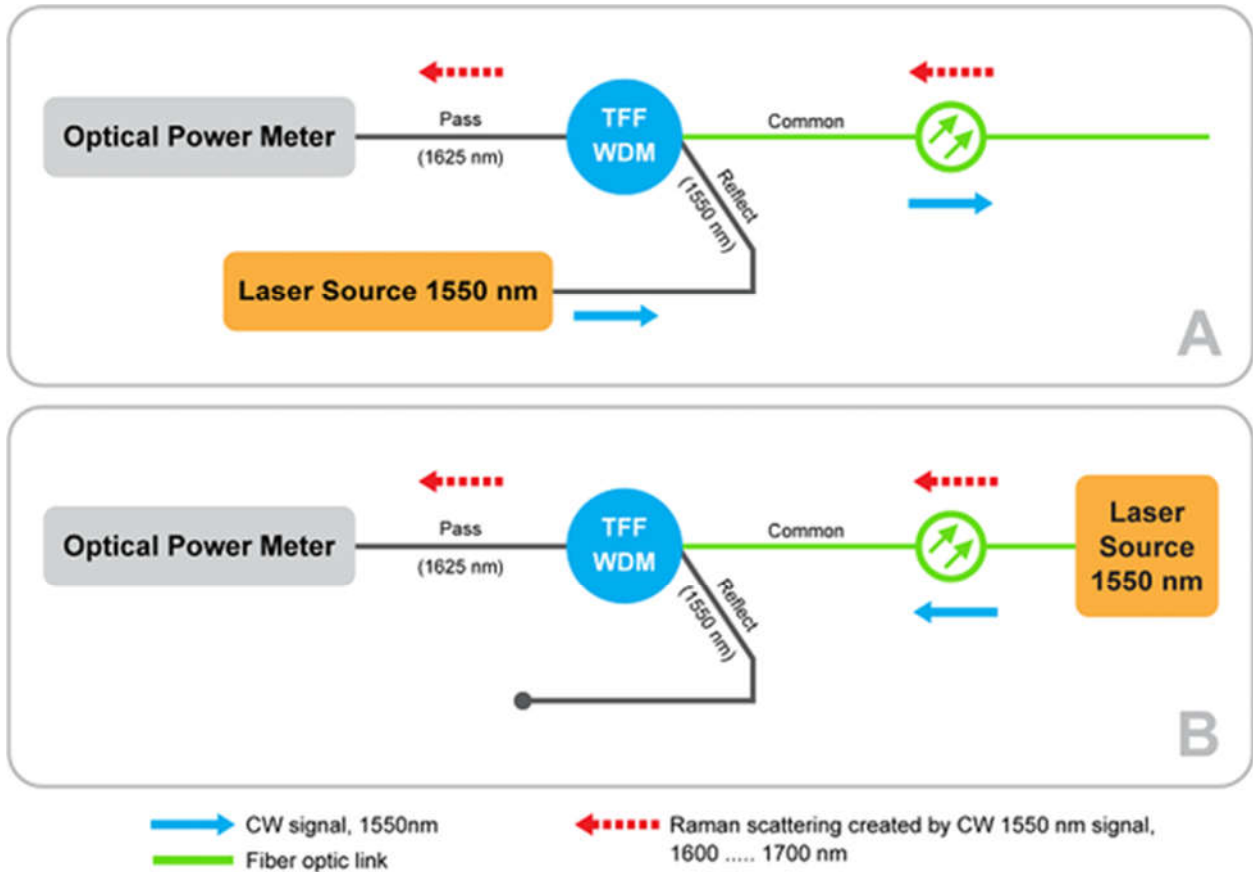 Optical Power Meter
Pass
(1625 nm)
TFF
WDM
Common
Reflect
(1550 nm)
Laser Source 1550 nm
A
Optical Power Meter
Pass
(1625 nm)
TFF
WDM
Common
Reflect
(1550 nm)
Laser
Source
1550 nm
B
CW signal, 1550nm
Fiber optic link
Raman scattering created by CW 1550 nm signal,
1600 ..... 1700 nm